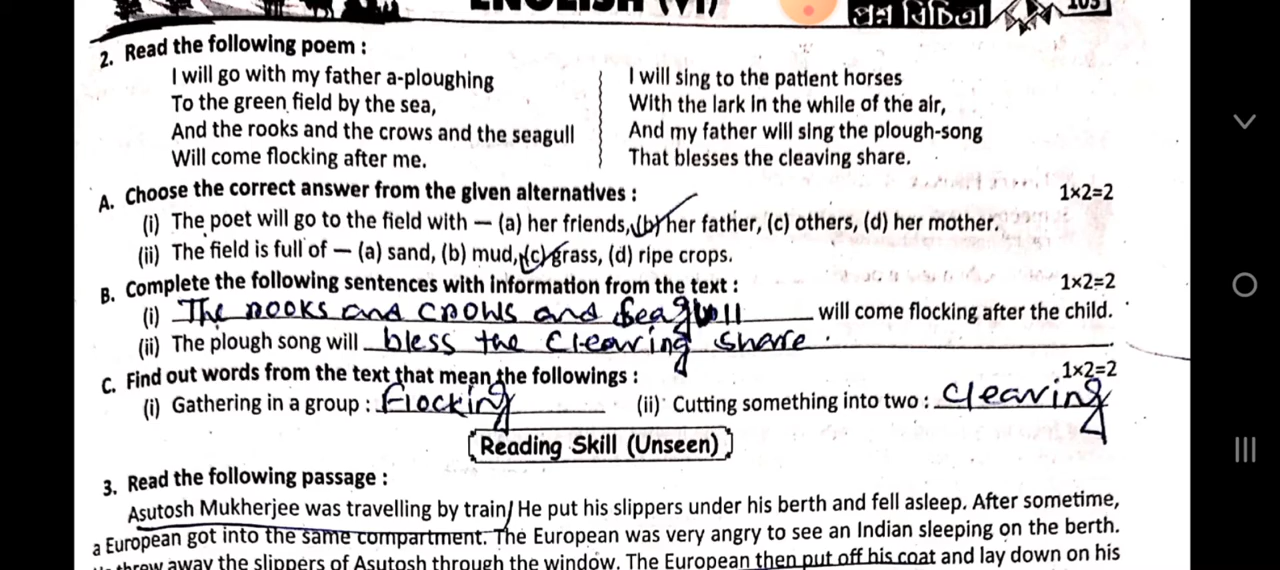 ENGLISH (VI)
প্রশ্ন বিচিত্রা
105
2. Read the following poem :
I will go with my father a-ploughing
To the green field by the sea,
And the rooks and the crows and the seagull
Will come flocking after me.
I will sing to the patient horses
With the lark in the while of the air,
And my father will sing the plough-song
That blesses the cleaving share.
A. Choose the correct answer from the given alternatives : 1×2=2
(i) The poet will go to the field with — (a) her friends, (b) her father, (c) others, (d) her mother.
(ii) The field is full of — (a) sand, (b) mud, (c) grass, (d) ripe crops.
B. Complete the following sentences with information from the text : 1×2=2
(i) The rooks and crows and seagull will come flocking after the child.
(ii) The plough song will bless the cleaving share.
C. Find out words from the text that mean the followings : 1×2=2
(i) Gathering in a group : Flocking (ii) Cutting something into two : cleaving
Reading Skill (Unseen)
3. Read the following passage :
Asutosh Mukherjee was travelling by train/ He put his slippers under his berth and fell asleep. After sometime,
a European got into the same compartment. The European was very angry to see an Indian sleeping on the berth.
threw away the slippers of Asutosh through the window. The European then put off his coat and lay down on his